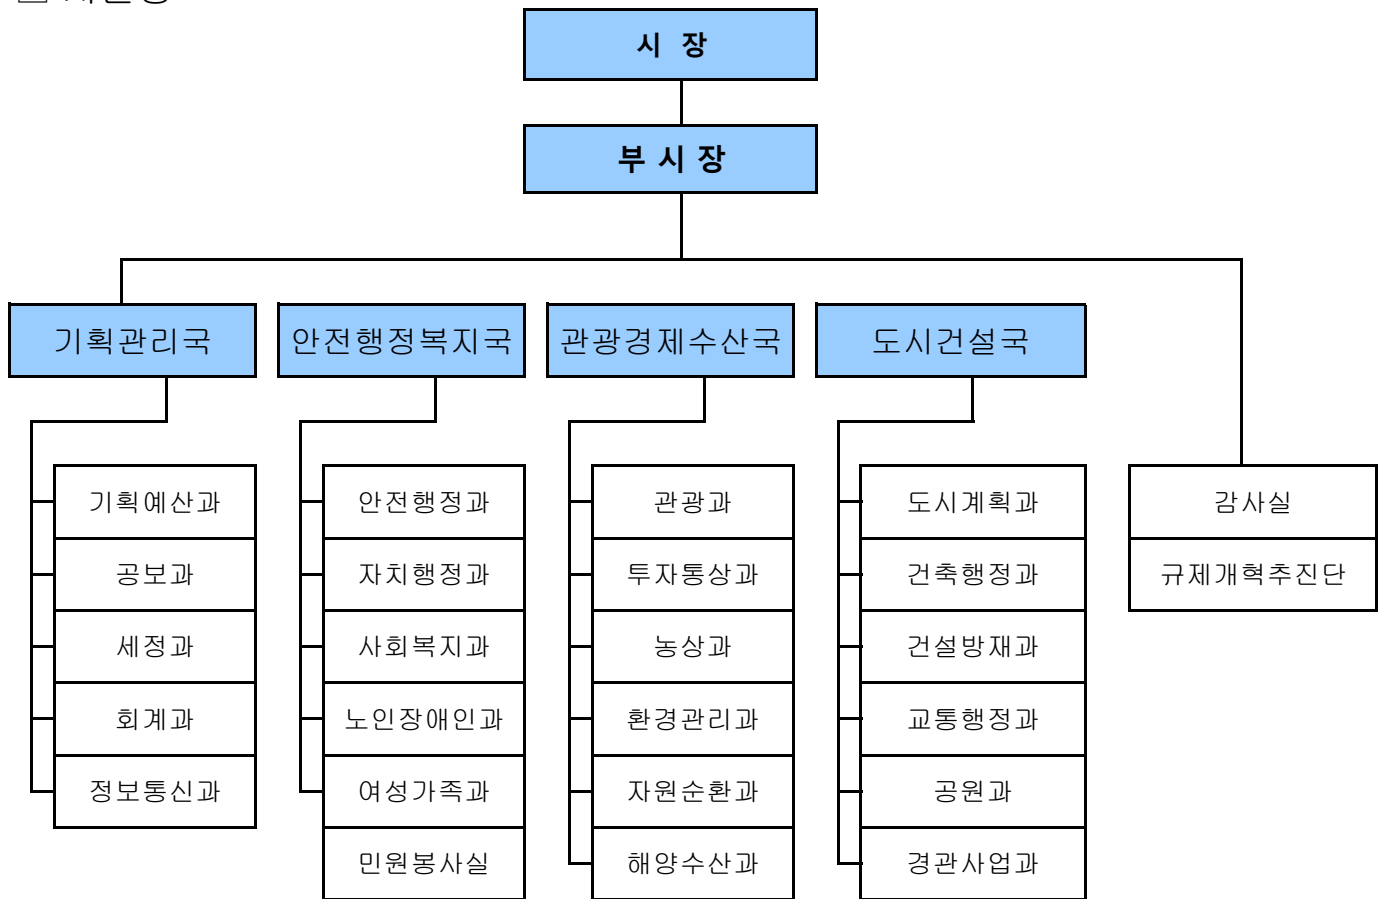 시 장
부 시 장
기획관리국
안전행정복지국
관광경제수산국
도시건설국
기획예산과
공보과
세정과
회계과
정보통신과
안전행정과
자치행정과
사회복지과
노인장애인과
여성가족과
민원봉사실
관광과
투자통상과
농상과
환경관리과
자원순환과
해양수산과
도시계획과
건축행정과
건설방재과
교통행정과
공원과
경관사업과
감사실
규제개혁추진단